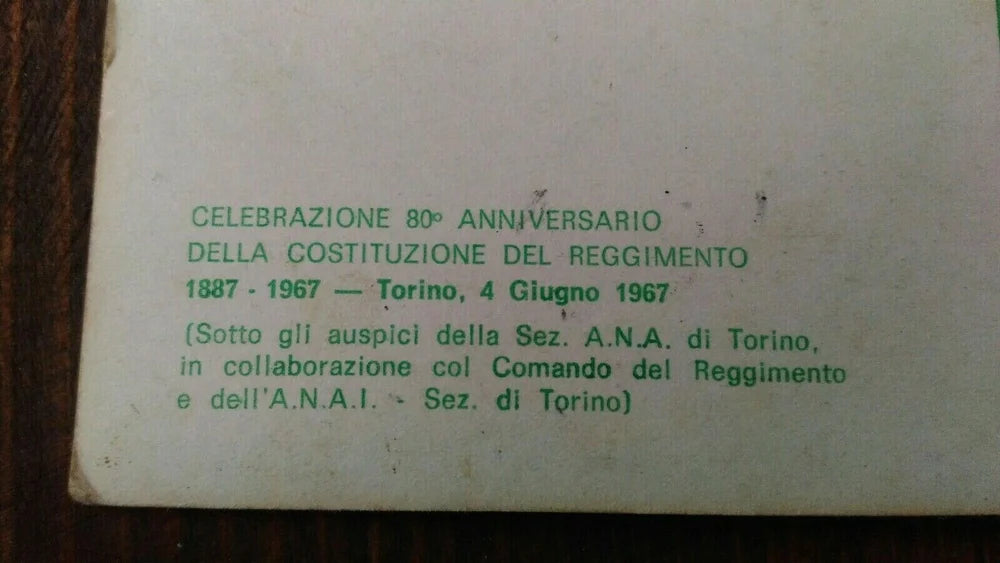 CELEBRAZIONE 80º ANNIVERSARIO
DELLA COSTITUZIONE DEL REGGIMENTO
1887 - 1967 — Torino, 4 Giugno 1967
(Sotto gli auspici della Sez. A.N.A. di Torino,
in collaborazione col Comando del Reggimento
e dell'A.N.A.I. - Sez. di Torino)